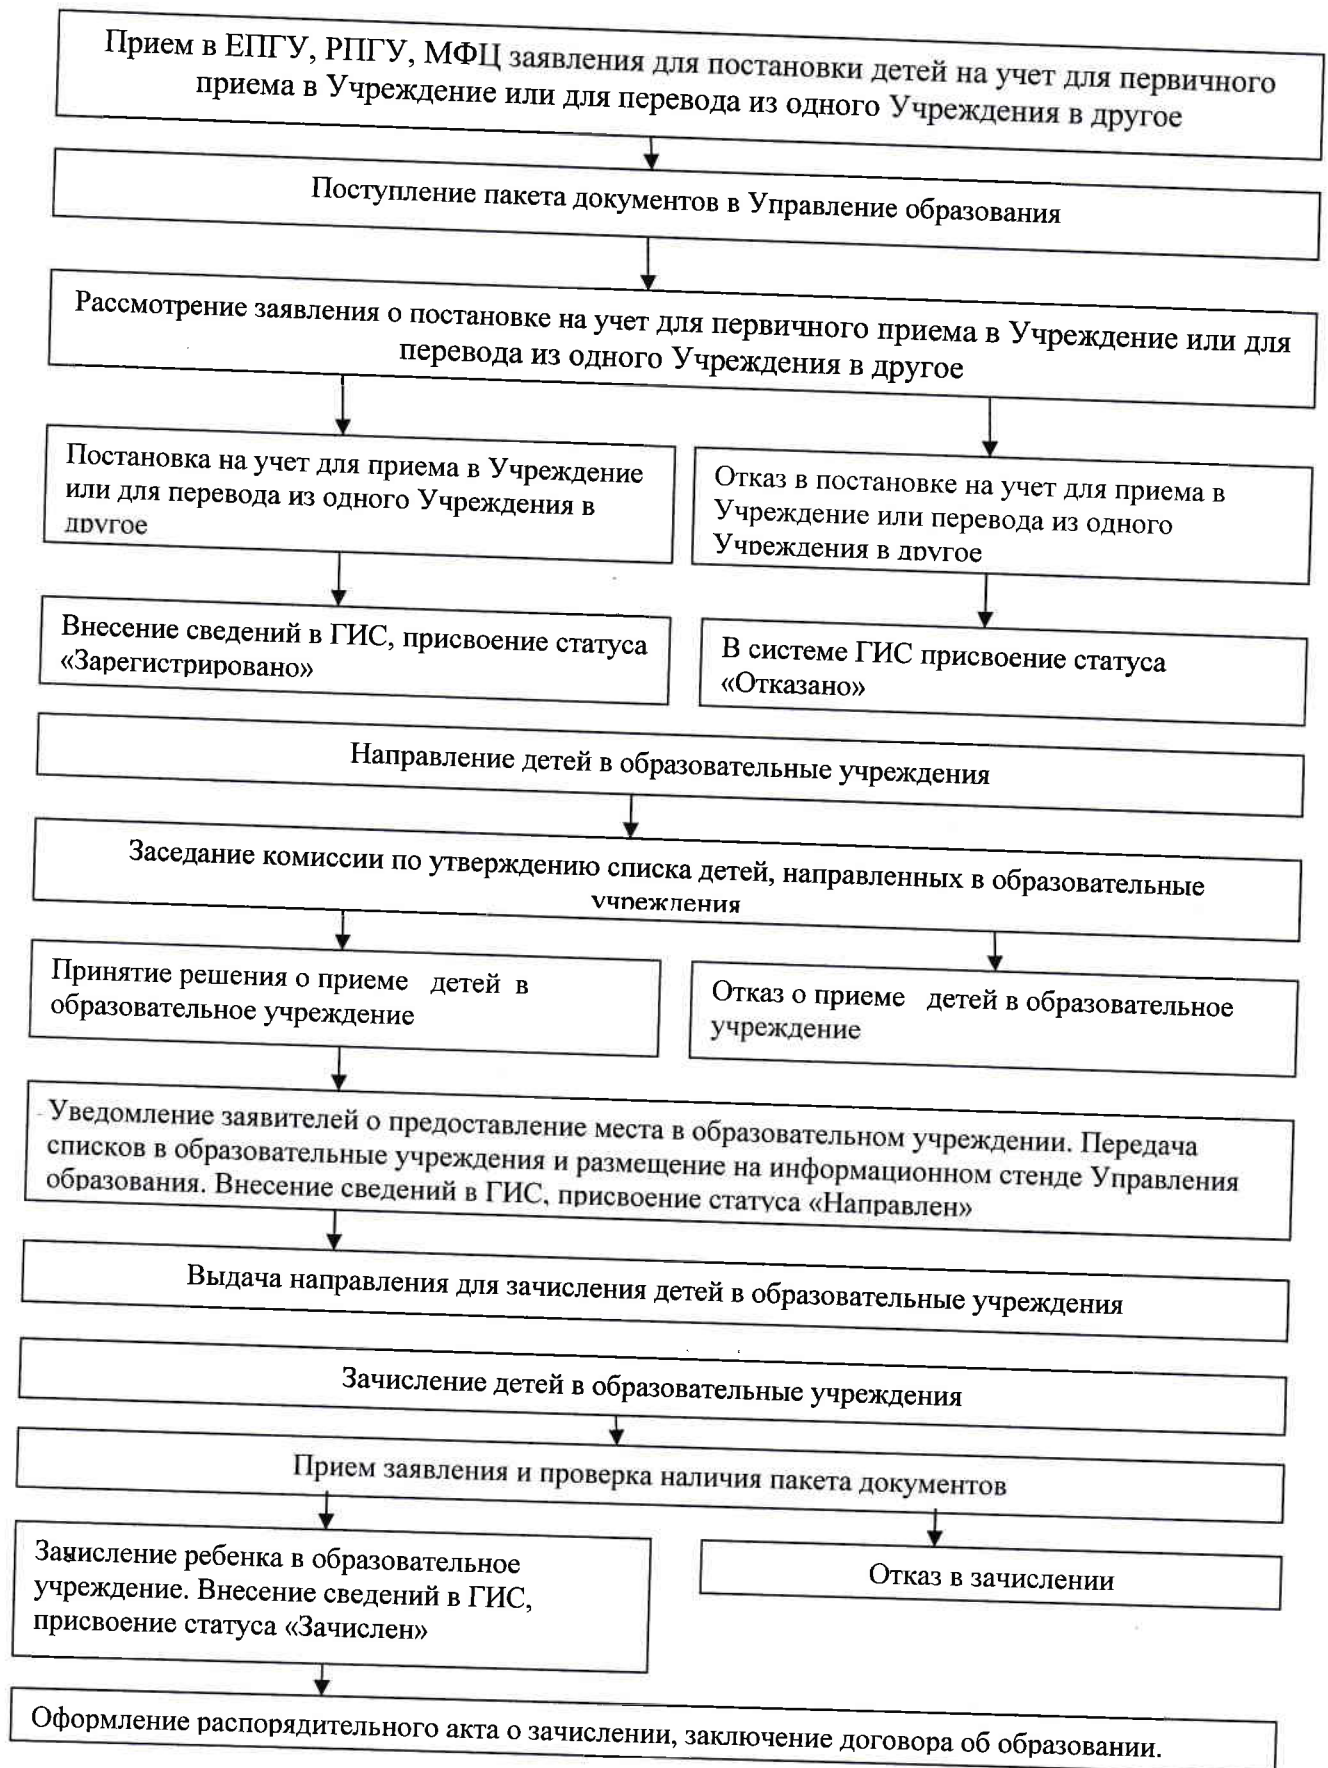 Прием в ЕПГУ, РПГУ, МФЦ заявления для постановки детей на учет для первичного
приема в Учреждение или для перевода из одного Учреждения в другое
Поступление пакета документов в Управление образования
Рассмотрение заявления о постановке на учет для первичного приема в Учреждение или для
перевода из одного Учреждения в другое
Постановка на учет для приема в Учреждение
или для перевода из одного Учреждения в
другое
Отказ в постановке на учет для приема в
Учреждение или перевода из одного
Учреждения в другое
Внесение сведений в ГИС, присвоение статуса
«Зарегистрировано»
В системе ГИС присвоение статуса
«Отказано»
Направление детей в образовательные учреждения
Заседание комиссии по утверждению списка детей, направленных в образовательные
учреждения
Принятие решения о приеме детей в
образовательное учреждение
Отказ о приеме детей в образовательное
учреждение
Уведомление заявителей о предоставление места в образовательном учреждении. Передача
списков в образовательные учреждения и размещение на информационном стенде Управления
образования. Внесение сведений в ГИС, присвоение статуса «Направлен»
Выдача направления для зачисления детей в образовательные учреждения
Зачисление детей в образовательные учреждения
Прием заявления и проверка наличия пакета документов
Зачисление ребенка в образовательное
учреждение. Внесение сведений в ГИС,
присвоение статуса «Зачислен»
Отказ в зачислении
Оформление распорядительного акта о зачислении, заключение договора об образовании.